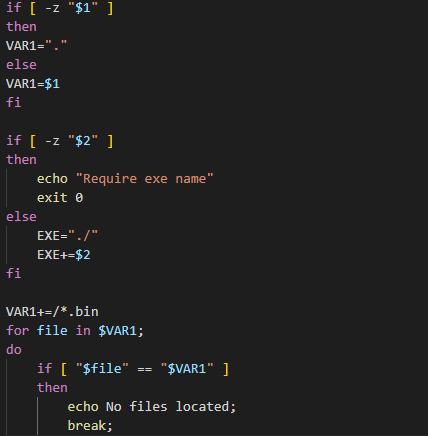 if [ -z "$1" ]
then
VAR1="."
else
VAR1=$1
fi

if [ -z "$2" ]
then
    echo "Require exe name"
    exit 0
else
    EXE="./"
    EXE+=$2
fi

VAR1+=/*.bin
for file in $VAR1;
do
    if [ "$file" == "$VAR1" ]
    then
        echo No files located;
        break;